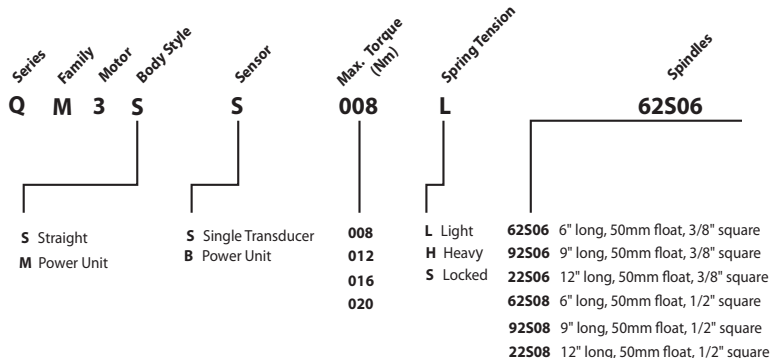 Series Family Motor Body Style Sensor Max. Torque (Nm) Spring Tension Spindles
Q M 3 S S 008 L 62S06
S Straight
M Power Unit
S Single Transducer
B Power Unit
008
012
016
020
L Light
H Heavy
S Locked
62S06 6" long, 50mm float, 3/8" square
92S06 9" long, 50mm float, 3/8" square
22S06 12" long, 50mm float, 3/8" square
62S08 6" long, 50mm float, 1/2" square
92S08 9" long, 50mm float, 1/2" square
22S08 12" long, 50mm float, 1/2" square